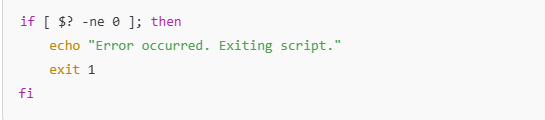 if [ $? -ne 0 ]; then
    echo "Error occurred. Exiting script."
    exit 1
fi